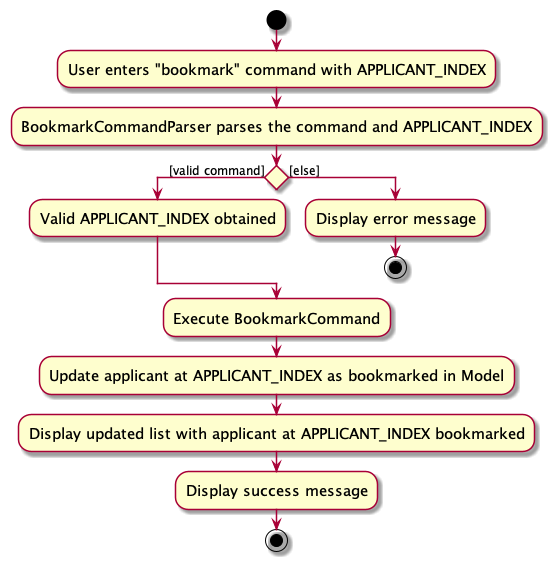 User enters "bookmark" command with APPLICANT_INDEX
BookmarkCommandParser parses the command and APPLICANT_INDEX
[valid command]
[else]
Valid APPLICANT_INDEX obtained
Display error message
Execute BookmarkCommand
Update applicant at APPLICANT_INDEX as bookmarked in Model
Display updated list with applicant at APPLICANT_INDEX bookmarked
Display success message